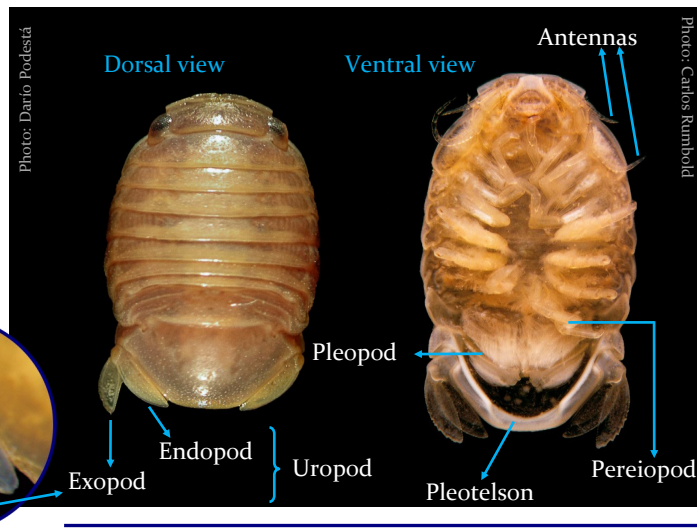 Antennas
Dorsal view
Ventral view
Photo: Darío Podestá
Photo: Carlos Rumbold
Pleopod
Endopod
Uropod
Exopod
Pereiopod
Pleotelson